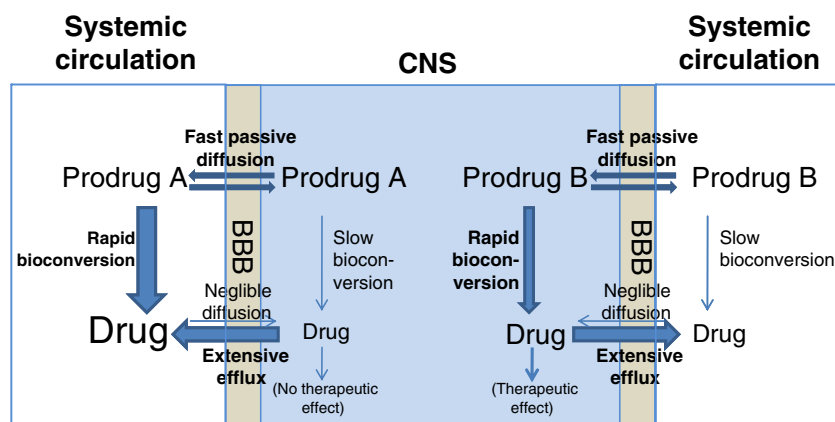 Systemic
circulation
CNS
Systemic
circulation
Fast passive
diffusion
Prodrug A
Prodrug A
Rapid
bioconversion
BBB
Slow
biocon-
version
Neglible
diffusion
Drug
Drug
Extensive
efflux
(No therapeutic
effect)
Fast passive
diffusion
Prodrug B
Prodrug B
Rapid
biocon-
version
BBB
Slow
bioconversion
Neglible
diffusion
Drug
Drug
Extensive
efflux
(Therapeutic
effect)